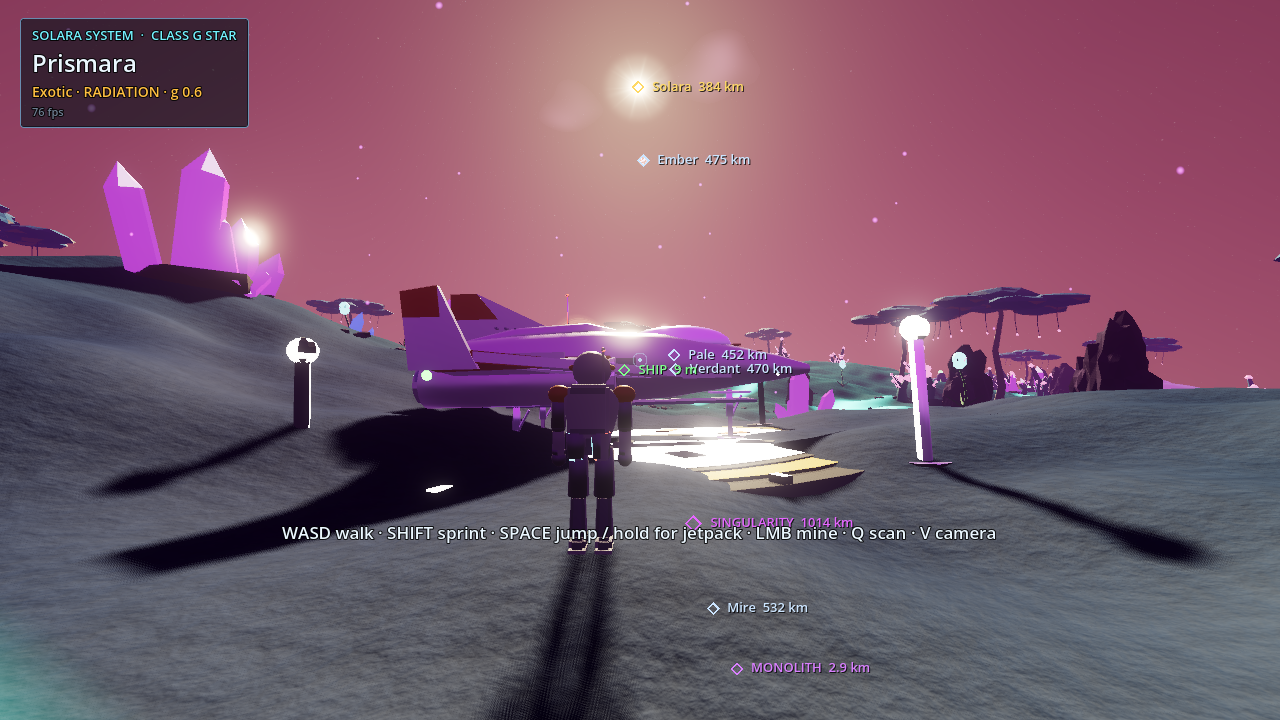 SOLARA SYSTEM · CLASS G STAR
Prismara
Exotic · RADIATION · g 0.6
76 fps
Solara 384 km
Ember 475 km
Pale 452 km
SHIP 9 m
Verdant 470 km
SINGULARITY 1014 km
WASD walk · SHIFT sprint · SPACE jump / hold for jetpack · LMB mine · Q scan · V camera
Mire 532 km
MONOLITH 2.9 km